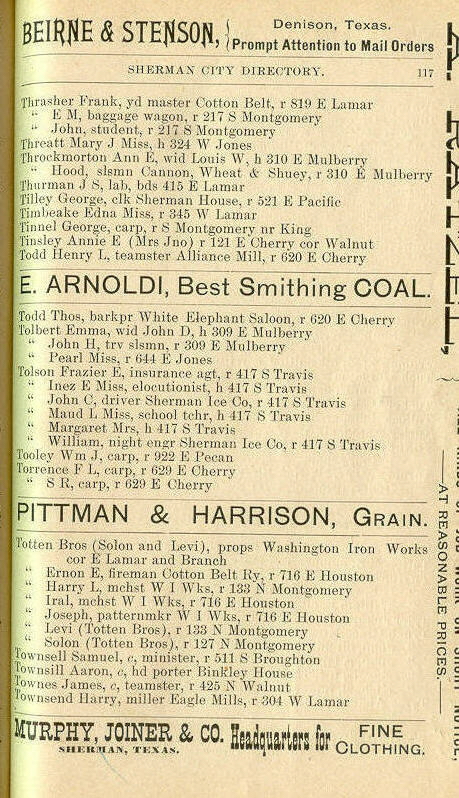 BEIRNE & STENSON, { Denison, Texas.
Prompt Attention to Mail Orders
SHERMAN CITY DIRECTORY. 117
Thrasher Frank, yd master Cotton Belt, r 819 E Lamar
“ E M, baggage wagon, r 217 S Montgomery
“ John, student, r 217 S Montgomery
Threatt Mary J Miss, h 324 W Jones
Throckmorton Ann E, wid Louis W, h 310 E Mulberry
“ Hood, slsmn Cannon, Wheat & Shuey, r 310 E Mulberry
Thurman J S, lab, bds 415 E Lamar
Tilley George, clk Sherman House, r 521 E Pacific
Timbeake Edna Miss, r 345 W Lamar
Tinnel George, carp, r S Montgomery nr King
Tinsley Annie E (Mrs Jno) r 121 E Cherry cor Walnut
Todd Henry L, teamster Alliance Mill, r 620 E Cherry
E. ARNOLDI, Best Smithing COAL.
Todd Thos, barkpr White Elephant Saloon, r 620 E Cherry
Tolbert Emma, wid John D, h 309 E Mulberry
“ John H, trv slsmn, r 309 E Mulberry
“ Pearl Miss, r 644 E Jones
Tolson Frazier E, insurance agt, r 417 S Travis
“ Inez E Miss, elocutionist, h 417 S Travis
“ John C, driver Sherman Ice Co, r 417 S Travis
“ Maud L Miss, school tchr, h 417 S Travis
“ Margaret Mrs, h 417 S Travis
“ William, night engr Sherman Ice Co, r 417 S Travis
Tooley Wm J, carp, r 922 E Pecan
Torrence F L, carp, r 629 E Cherry
“ S R, carp, r 629 E Cherry
PITTMAN & HARRISON, GRAIN.
Totten Bros (Solon and Levi), props Washington Iron Works
cor E Lamar and Branch
“ Ernon E, fireman Cotton Belt Ry, r 716 E Houston
“ Harry L, mchst W I Wks, r 133 N Montgomery
“ Iral, mchst W I Wks, r 716 E Houston
“ Joseph, patternmkr W I Wks, r 716 E Houston
“ Levi (Totten Bros), r 133 N Montgomery
“ Solon (Totten Bros), r 127 N Montgomery
Townsell Samuel, c, minister, r 511 S Broughton
Townsill Aaron, c, hd porter Binkley House
Townes James, c, teamster, r 425 N Walnut
Townsend Harry, miller Eagle Mills, r 304 W Lamar
MURPHY, JOINER & CO. Headquarters for FINE CLOTHING.
SHERMAN, TEXAS.
AT REASONABLE PRICES.